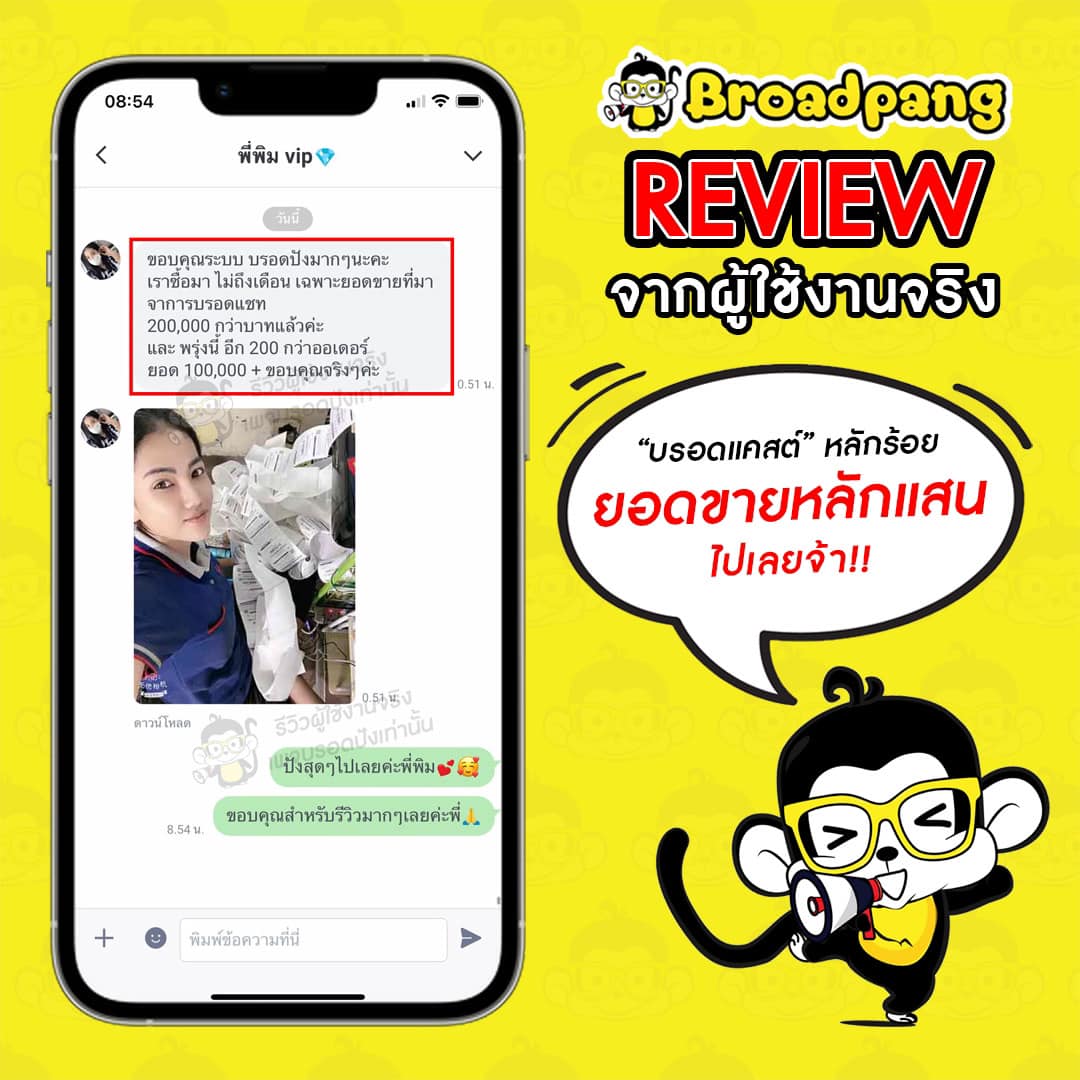 08:54
พี่พิม vip💎
วันนี้
ขอบคุณระบบ บรอดปังมากๆนะคะ
เราซื้อมา ไม่ถึงเดือน เฉพาะยอดขายที่มา
จาการบรอดแชท
200,000 กว่าบาทแล้วค่ะ
และ พรุ่งนี้ อีก 200 กว่าออเดอร์
ยอด 100,000 + ขอบคุณจริงๆค่ะ
0.51 น.
รีวิวผู้ใช้งานจริง
เพจบรอดปังเท่านั้น
0.51 น.
ดาวน์โหลด
รีวิวผู้ใช้งานจริง
เพจบรอดปังเท่านั้น
ปังสุดๆไปเลยค่ะพี่พิม💕🥰
ขอบคุณสำหรับรีวิวมากๆเลยค่ะพี่🙏
8.54 น.
พิมพ์ข้อความที่นี่
Broadpang
REVIEW
จากผู้ใช้งานจริง
“บรอดแคสต์” หลักร้อย
ยอดขายหลักแสน
ไปเลยจ้า!!